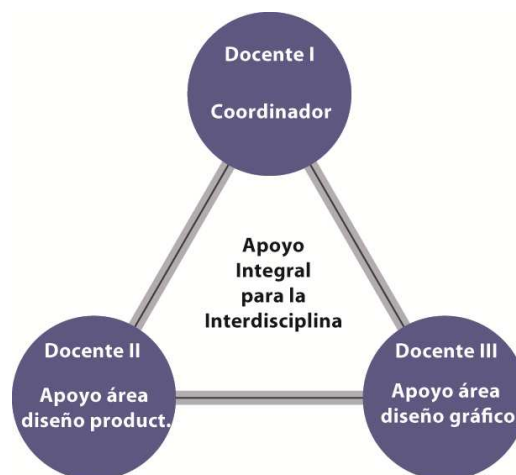 Docente I
Coordinador
Apoyo
Integral
para la
Interdisciplina
Docente II
Apoyo área
diseño product.
Docente III
Apoyo área
diseño gráfico